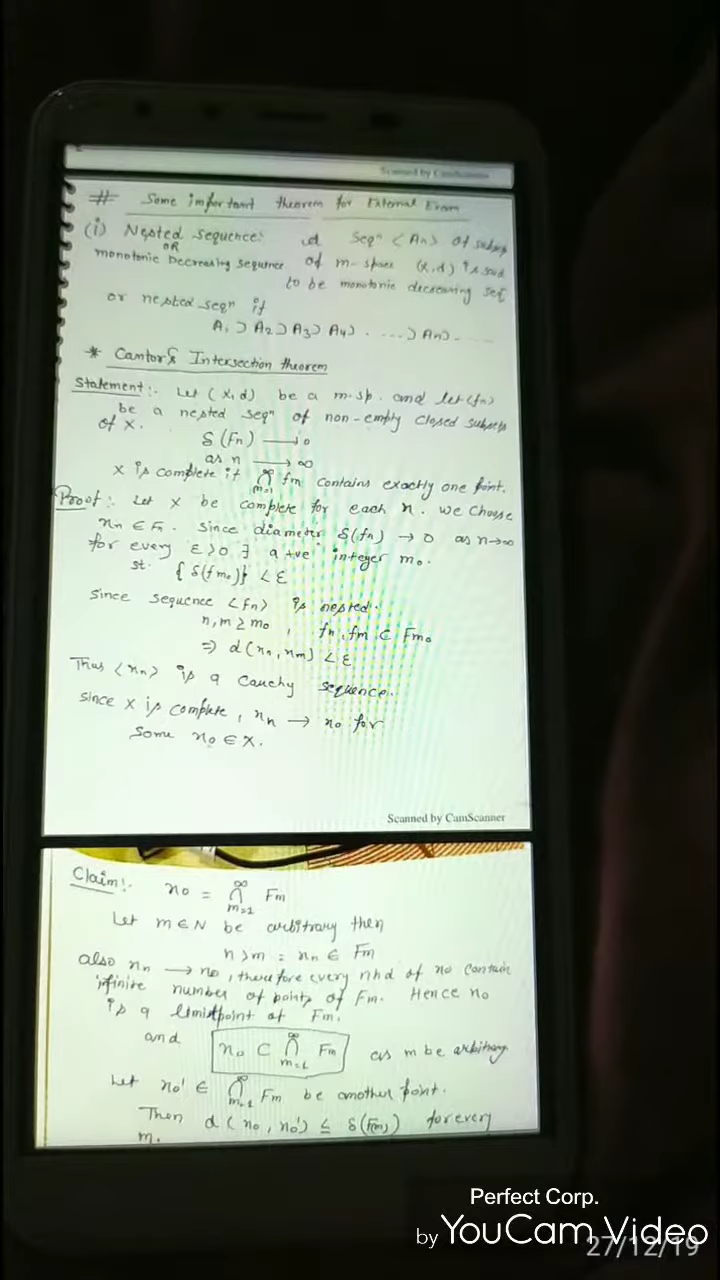 Scanned by CamScanner
# Some important theorem for External Exam
(i) Nested sequence: Seqⁿ <An> of subsp
OR
monotonic Decreasing sequence of m-space (x,d) is said
to be monotonic decreasing seq
or nested seqⁿ if
A₁ ⊃ A₂ ⊃ A₃ ⊃ A₄ ⊃ . ... ⊃ An ⊃ . ...
* Cantor's Intersection theorem
Statement:- Let (x,d) be a m.sp. and let <fn>
be a nested seqⁿ of non-empty closed subsets
of X.
δ (Fn) → 0
as n → ∞
X is complete if ∞∩m=1 fm contains exactly one point.
Proof:- Let X be complete for each n. we choose
xn ∈ Fn. Since diameter δ(fn) → 0 as n→∞
for every ε>0 ∃ a +ve integer m₀.
st. {δ(fm₀)} < ε
Since sequence <Fn> is nested.
n,m ≥ m₀, fn, fm ⊂ Fm₀
⇒ d(xn, xm) < ε
Thus <xn> is a Cauchy sequence.
Since X is complete, xn → x₀ for
some x₀ ∈ X.
Scanned by CamScanner
Claim:- x₀ = ∞∩m=1 Fm
Let m ∈ N be arbitrary then
n > m : xn ∈ Fm
also xn → x₀, therefore every nhd of x₀ contain
infinite number of points of Fm. Hence x₀
is a limit point of Fm.
and x₀ ⊂ ∞∩m=1 Fm as m be arbitrary
Let x₀' ∈ ∞∩m=1 Fm be another point.
Then d(x₀, x₀') ≤ δ(Fm) for every
m.
Perfect Corp.
by YouCam Video
27/12/19